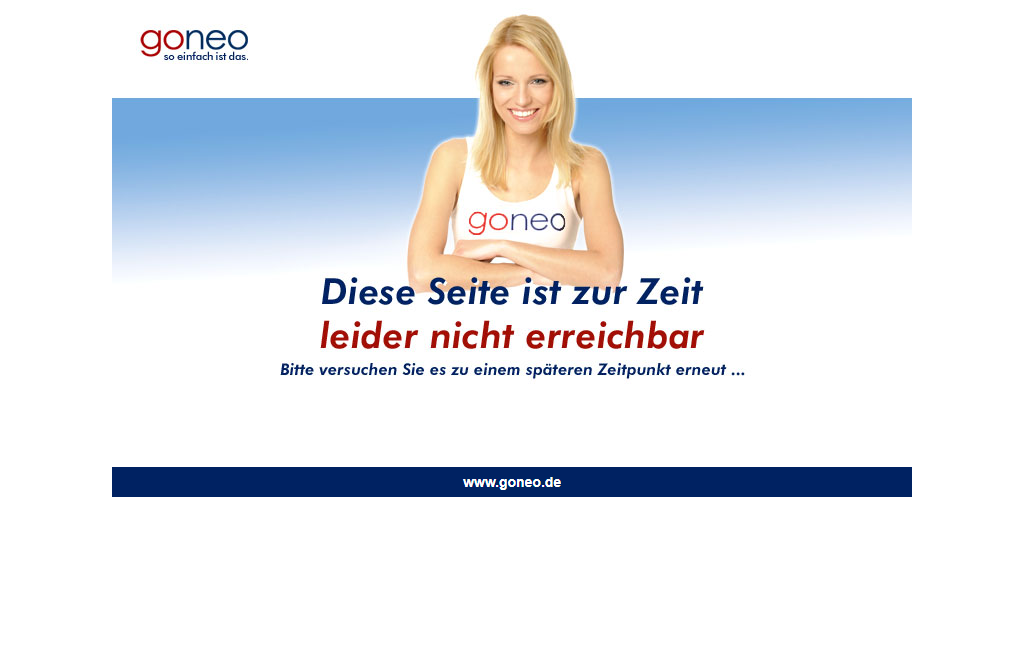 goneo
so einfach ist das.
goneo
Diese Seite ist zur Zeit
leider nicht erreichbar
Bitte versuchen Sie es zu einem späteren Zeitpunkt erneut ...
www.goneo.de